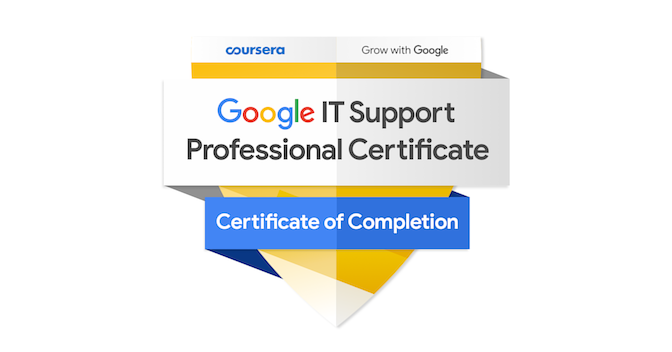 coursera
Grow with Google
Google IT Support
Professional Certificate
Certificate of Completion